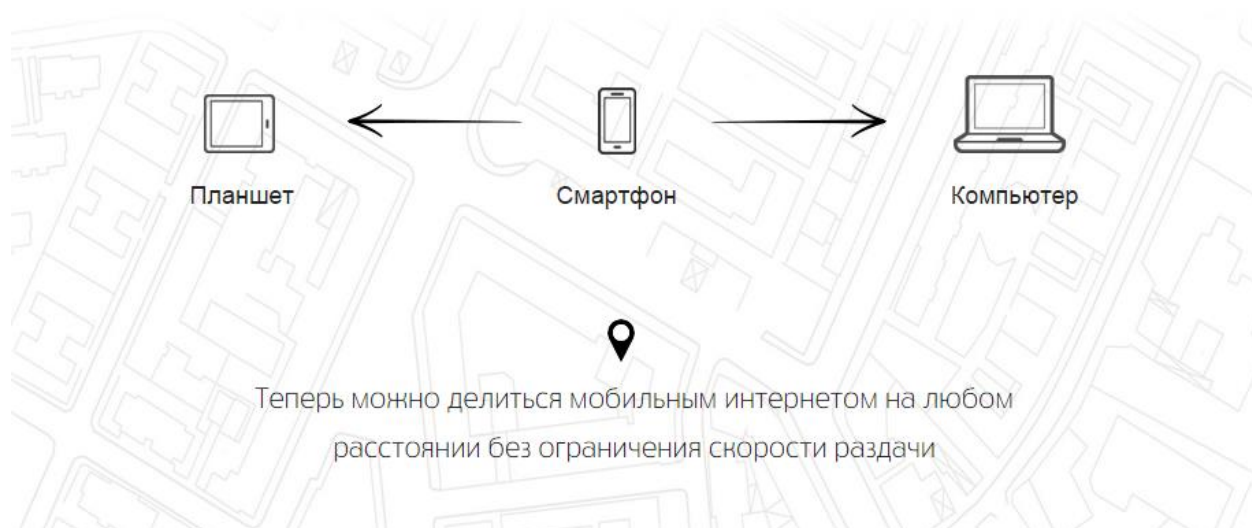 Планшет
Смартфон
Компьютер
Теперь можно делиться мобильным интернетом на любом
расстоянии без ограничения скорости раздачи